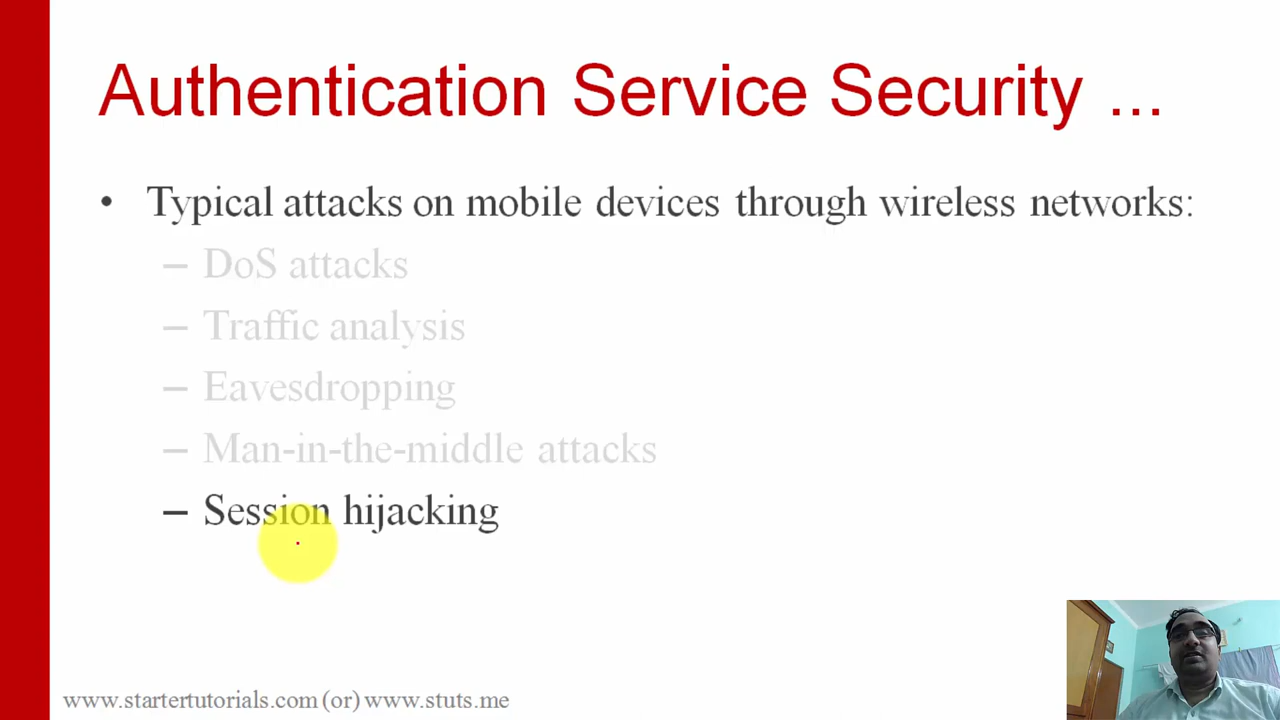 Authentication Service Security ...
• Typical attacks on mobile devices through wireless networks:
– DoS attacks
– Traffic analysis
– Eavesdropping
– Man-in-the-middle attacks
– Session hijacking
www.startertutorials.com (or) www.stuts.me